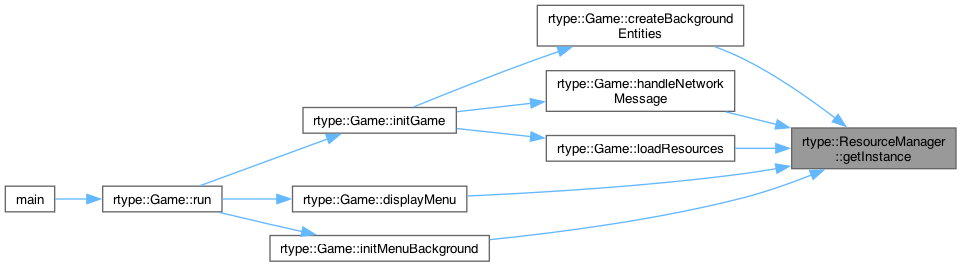 rtype::Game::createBackground
Entities
rtype::Game::handleNetwork
Message
rtype::Game::initGame
rtype::ResourceManager
::getInstance
rtype::Game::loadResources
main
rtype::Game::run
rtype::Game::displayMenu
rtype::Game::initMenuBackground